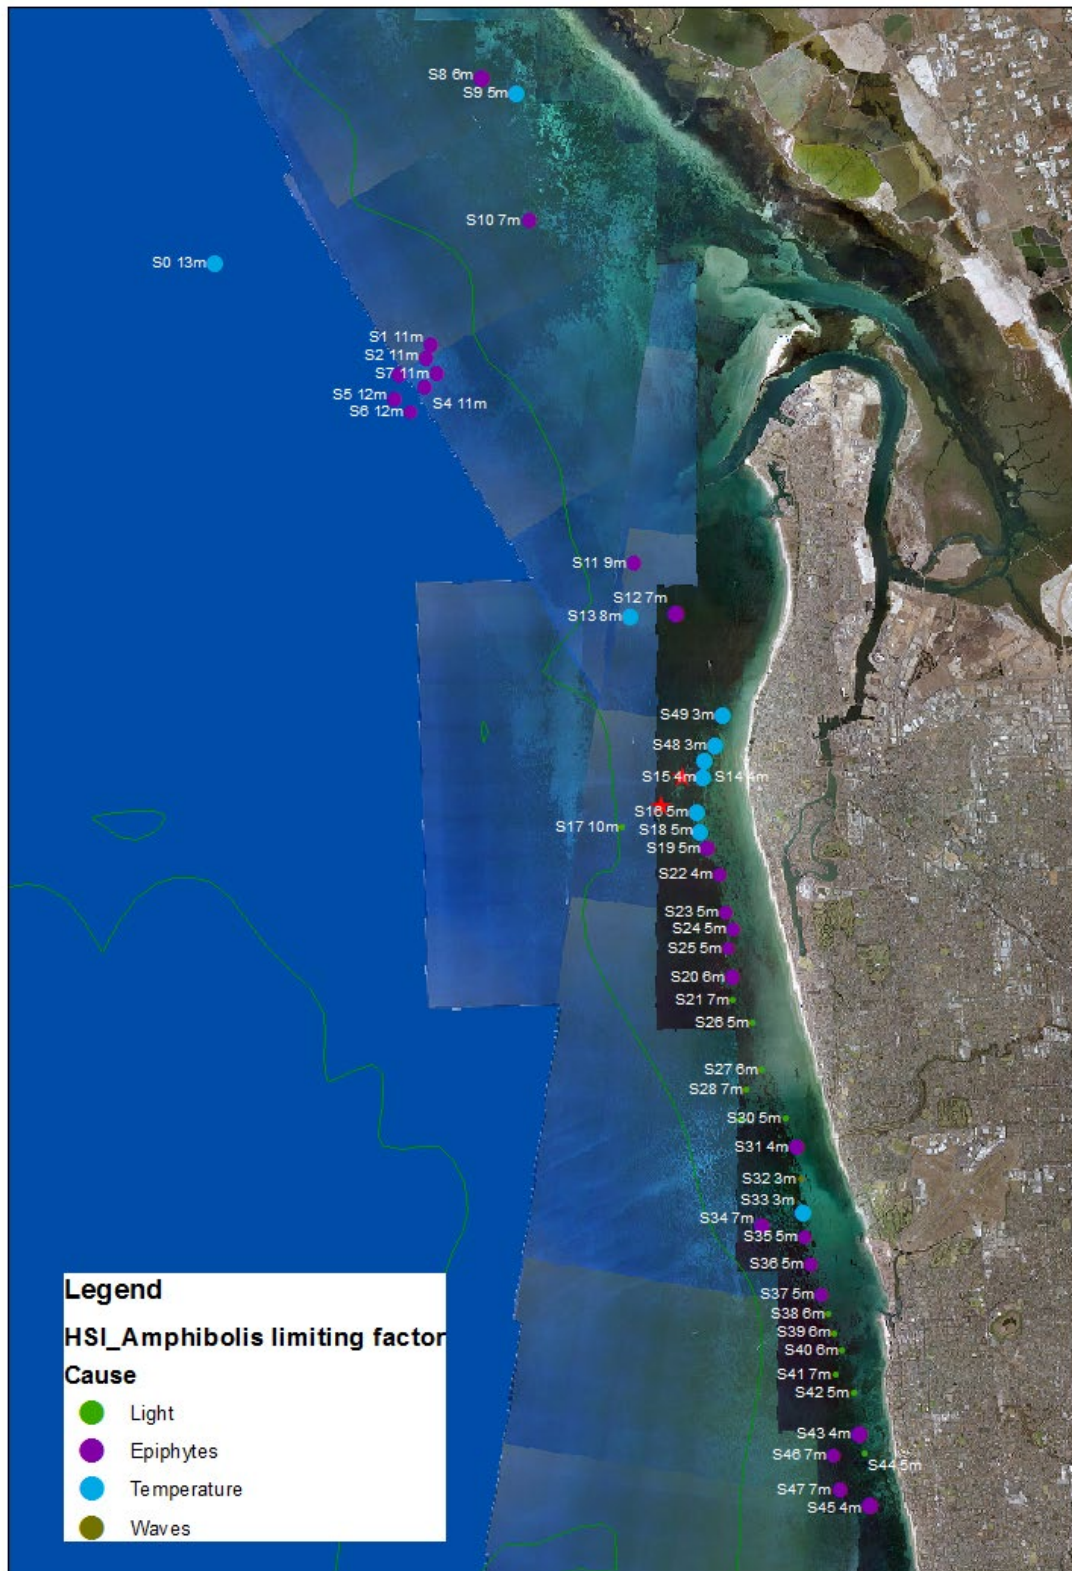 S8 6m
S9 5m
S10 7m
S0 13m
S1 11m
S2 11m
S7 11m
S5 12m
S4 11m
S6 12m
S11 9m
S12 7m
S13 8m
S49 3m
S48 3m
S15 4m
S14 4m
S16 5m
S17 10m
S18 5m
S19 5m
S22 4m
S23 5m
S24 5m
S25 5m
S20 6m
S21 7m
S26 5m
S27 6m
S28 7m
S30 5m
S31 4m
S32 3m
S33 3m
S34 7m
S35 5m
S36 5m
S37 5m
S38 6m
S39 6m
S40 6m
S41 7m
S42 5m
S43 4m
S46 7m
S44 5m
S47 7m
S45 4m
Legend
HSI_Amphibolis limiting factor
Cause
Light
Epiphytes
Temperature
Waves